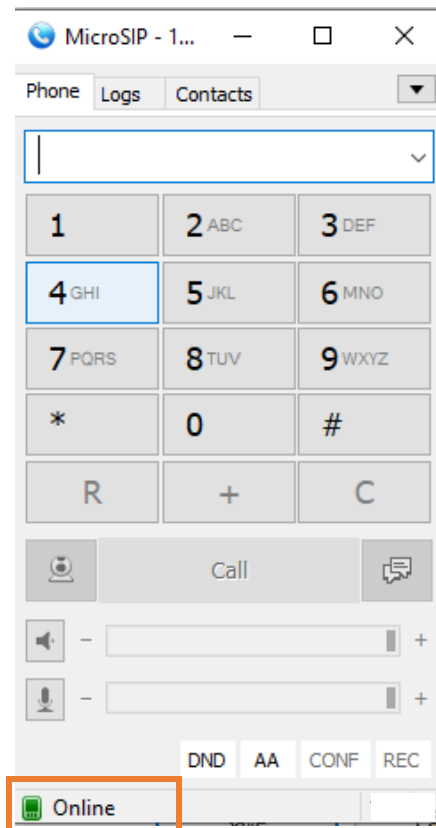 MicroSIP - 1...
Phone Logs Contacts
1 2 ABC 3 DEF
4 GHI 5 JKL 6 MNO
7 PQRS 8 TUV 9 WXYZ
* 0 #
R + C
Call
- +
- +
DND AA CONF REC
Online